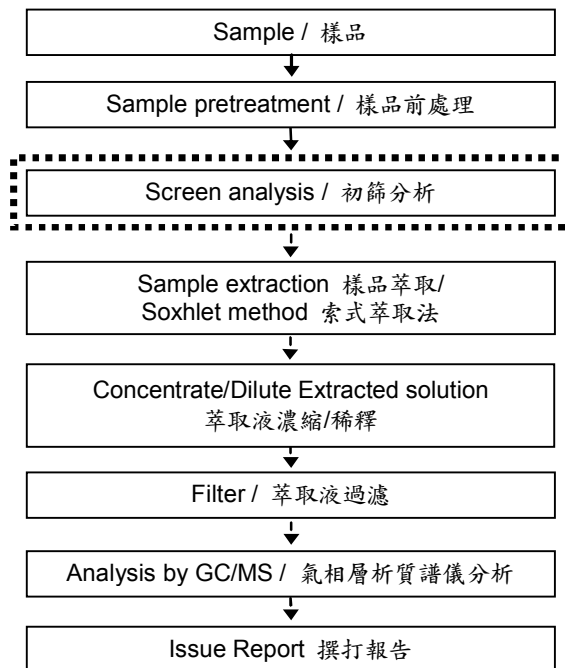 Sample / 樣品
Sample pretreatment / 樣品前處理
Screen analysis / 初篩分析
Sample extraction 樣品萃取/
Soxhlet method 索式萃取法
Concentrate/Dilute Extracted solution
萃取液濃縮/稀釋
Filter / 萃取液過濾
Analysis by GC/MS / 氣相層析質譜儀分析
Issue Report 撰打報告